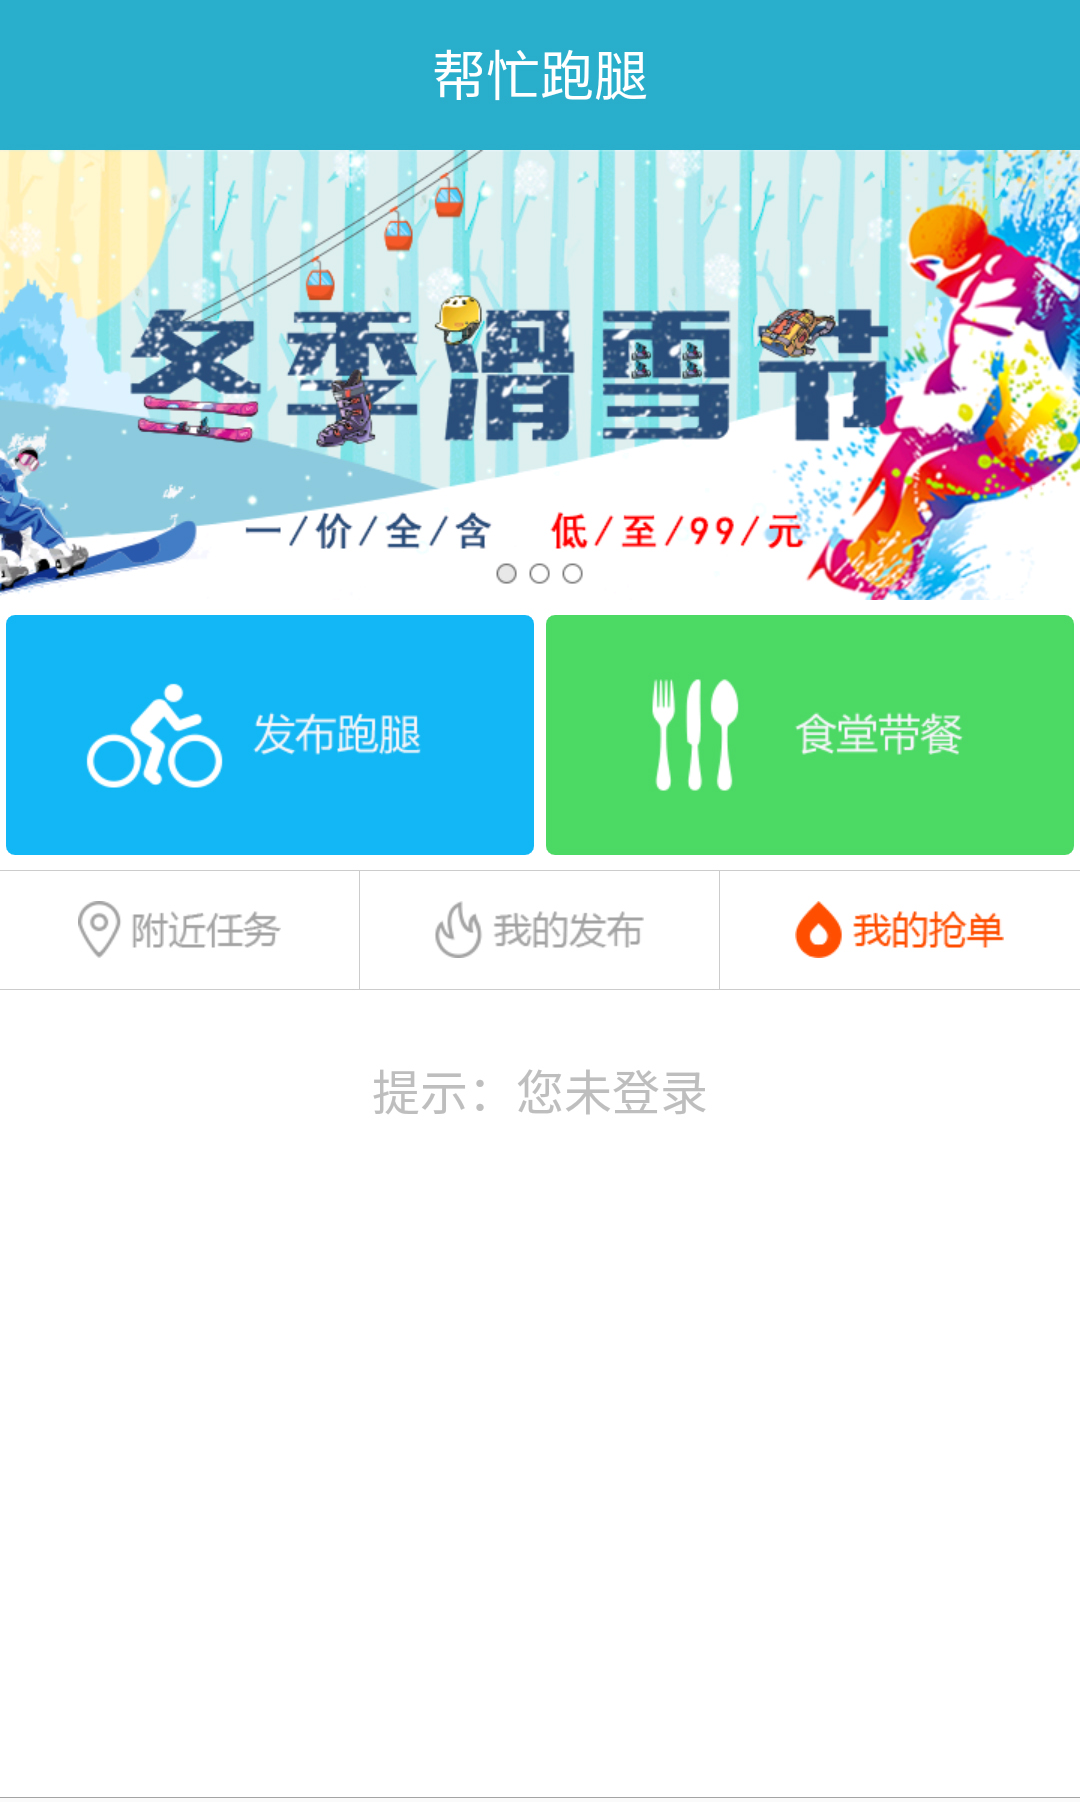 帮忙跑腿
冬季滑雪节
一/价/全/含 低/至/99/元
发布跑腿 食堂带餐
附近任务 我的发布 我的抢单
提示：您未登录